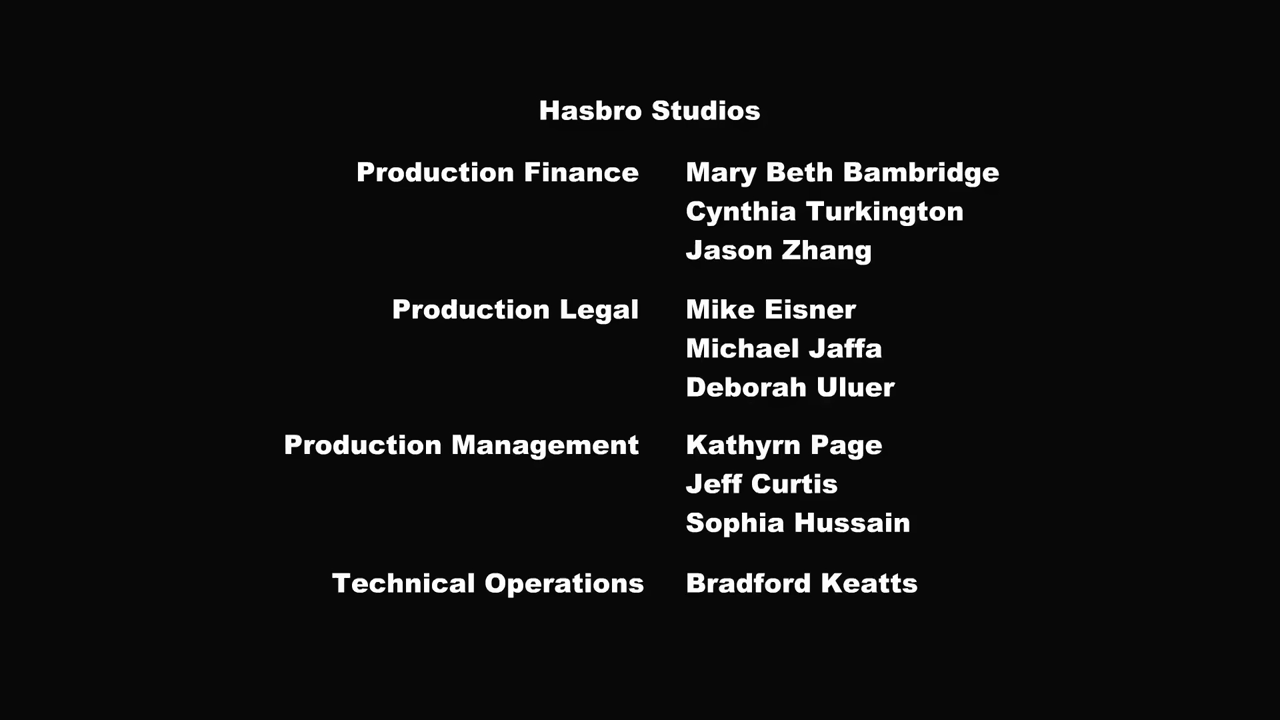 Hasbro Studios
Production Finance Mary Beth Bambridge
Cynthia Turkington
Jason Zhang
Production Legal Mike Eisner
Michael Jaffa
Deborah Uluer
Production Management Kathyrn Page
Jeff Curtis
Sophia Hussain
Technical Operations Bradford Keatts